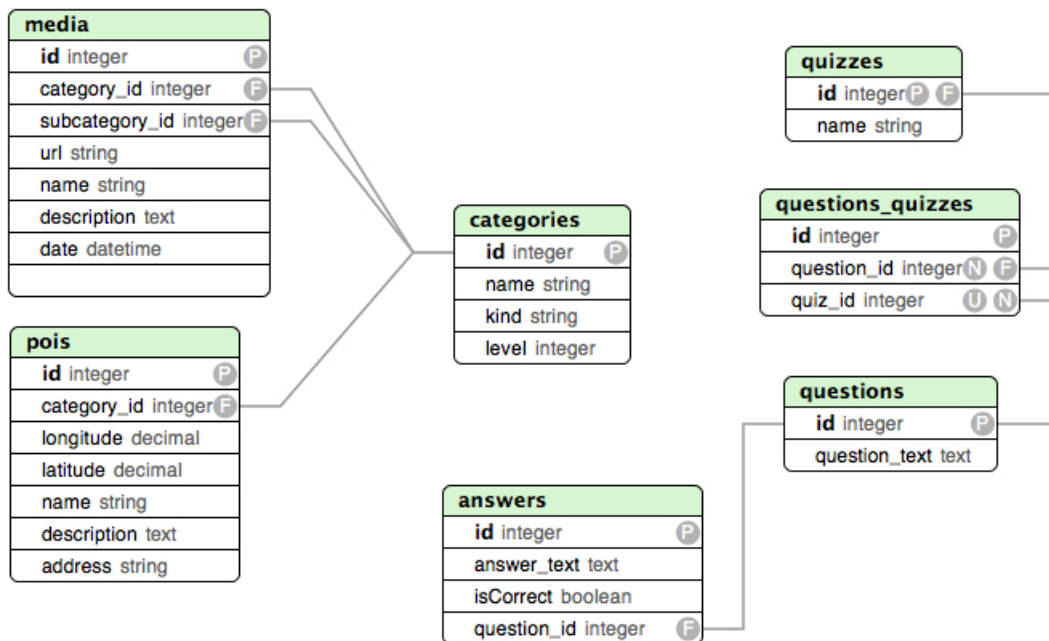 media
id integer P
category_id integer F
subcategory_id integer F
url string
name string
description text
date datetime
pois
id integer P
category_id integer F
longitude decimal
latitude decimal
name string
description text
address string
categories
id integer P
name string
kind string
level integer
answers
id integer P
answer_text text
isCorrect boolean
question_id integer F
quizzes
id integer P F
name string
questions_quizzes
id integer P
question_id integer N F
quiz_id integer U N
questions
id integer P
question_text text